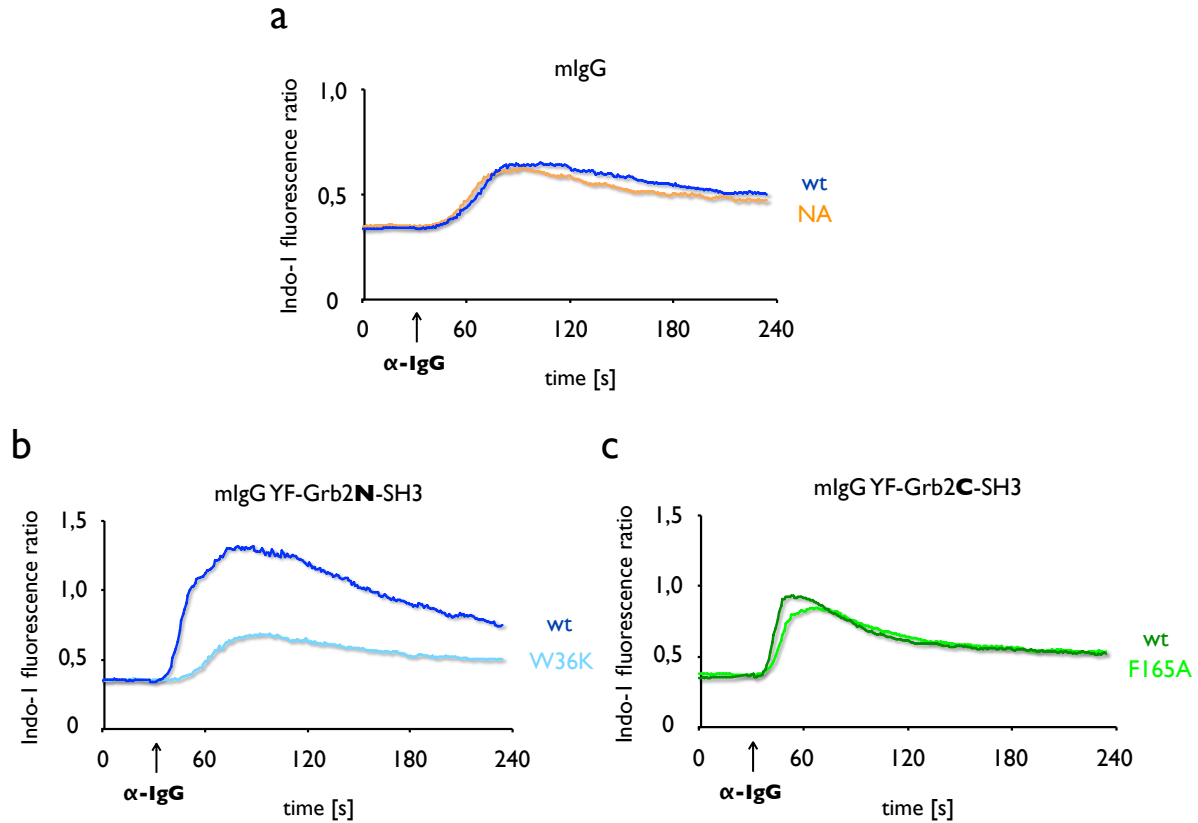 a
mIgG
Indo-1 fluorescence ratio
1,0
0,5
0
0 60 120 180 240
α-IgG
time [s]
wt
NA
b
mIgG YF-Grb2N-SH3
Indo-1 fluorescence ratio
1,5
1,0
0,5
0
0 60 120 180 240
α-IgG
time [s]
wt
W36K
c
mIgG YF-Grb2C-SH3
Indo-1 fluorescence ratio
1,5
1,0
0,5
0
0 60 120 180 240
α-IgG
time [s]
wt
F165A